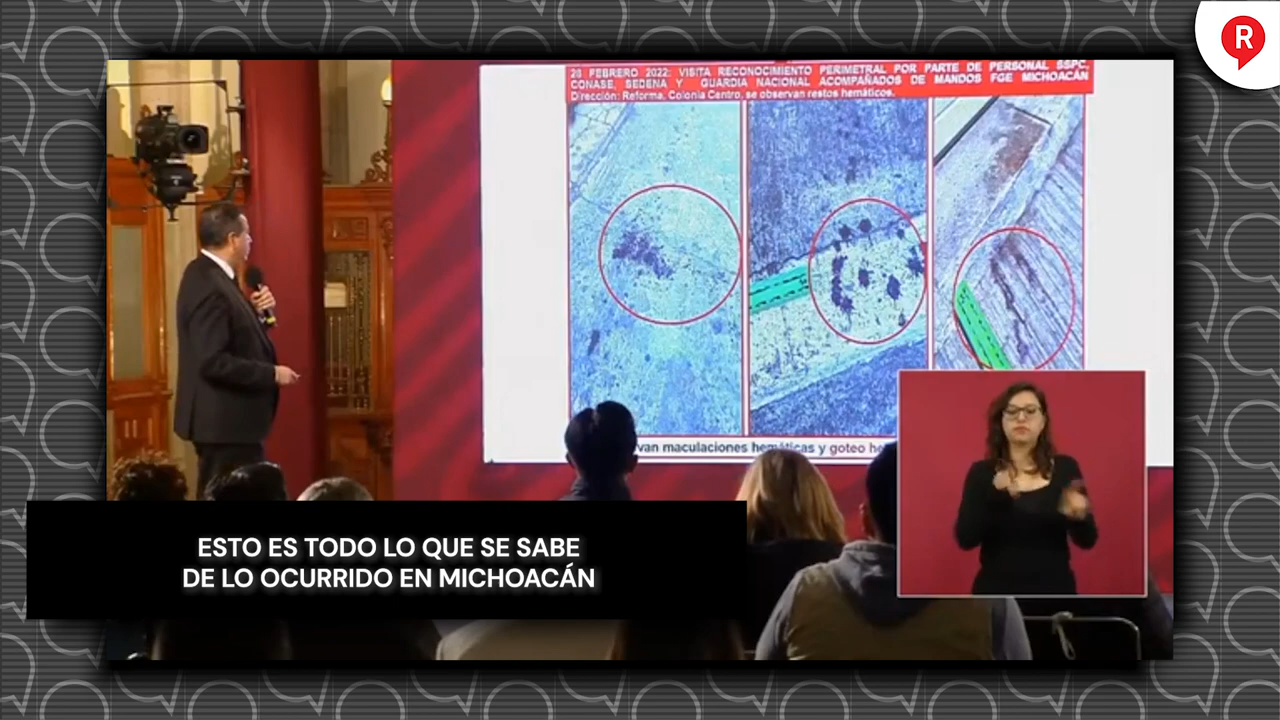 R
28 FEBRERO 2022: VISITA RECONOCIMIENTO PERIMETRAL POR PARTE DE PERSONAL SSPC,
CONASE, SEDENA Y GUARDIA NACIONAL ACOMPAÑADOS DE MANDOS FGE MICHOACÁN
Dirección: Reforma, Colonia Centro, se observan restos hemáticos.
van maculaciones hemáticas y goteo he
ESTO ES TODO LO QUE SE SABE
DE LO OCURRIDO EN MICHOACÁN